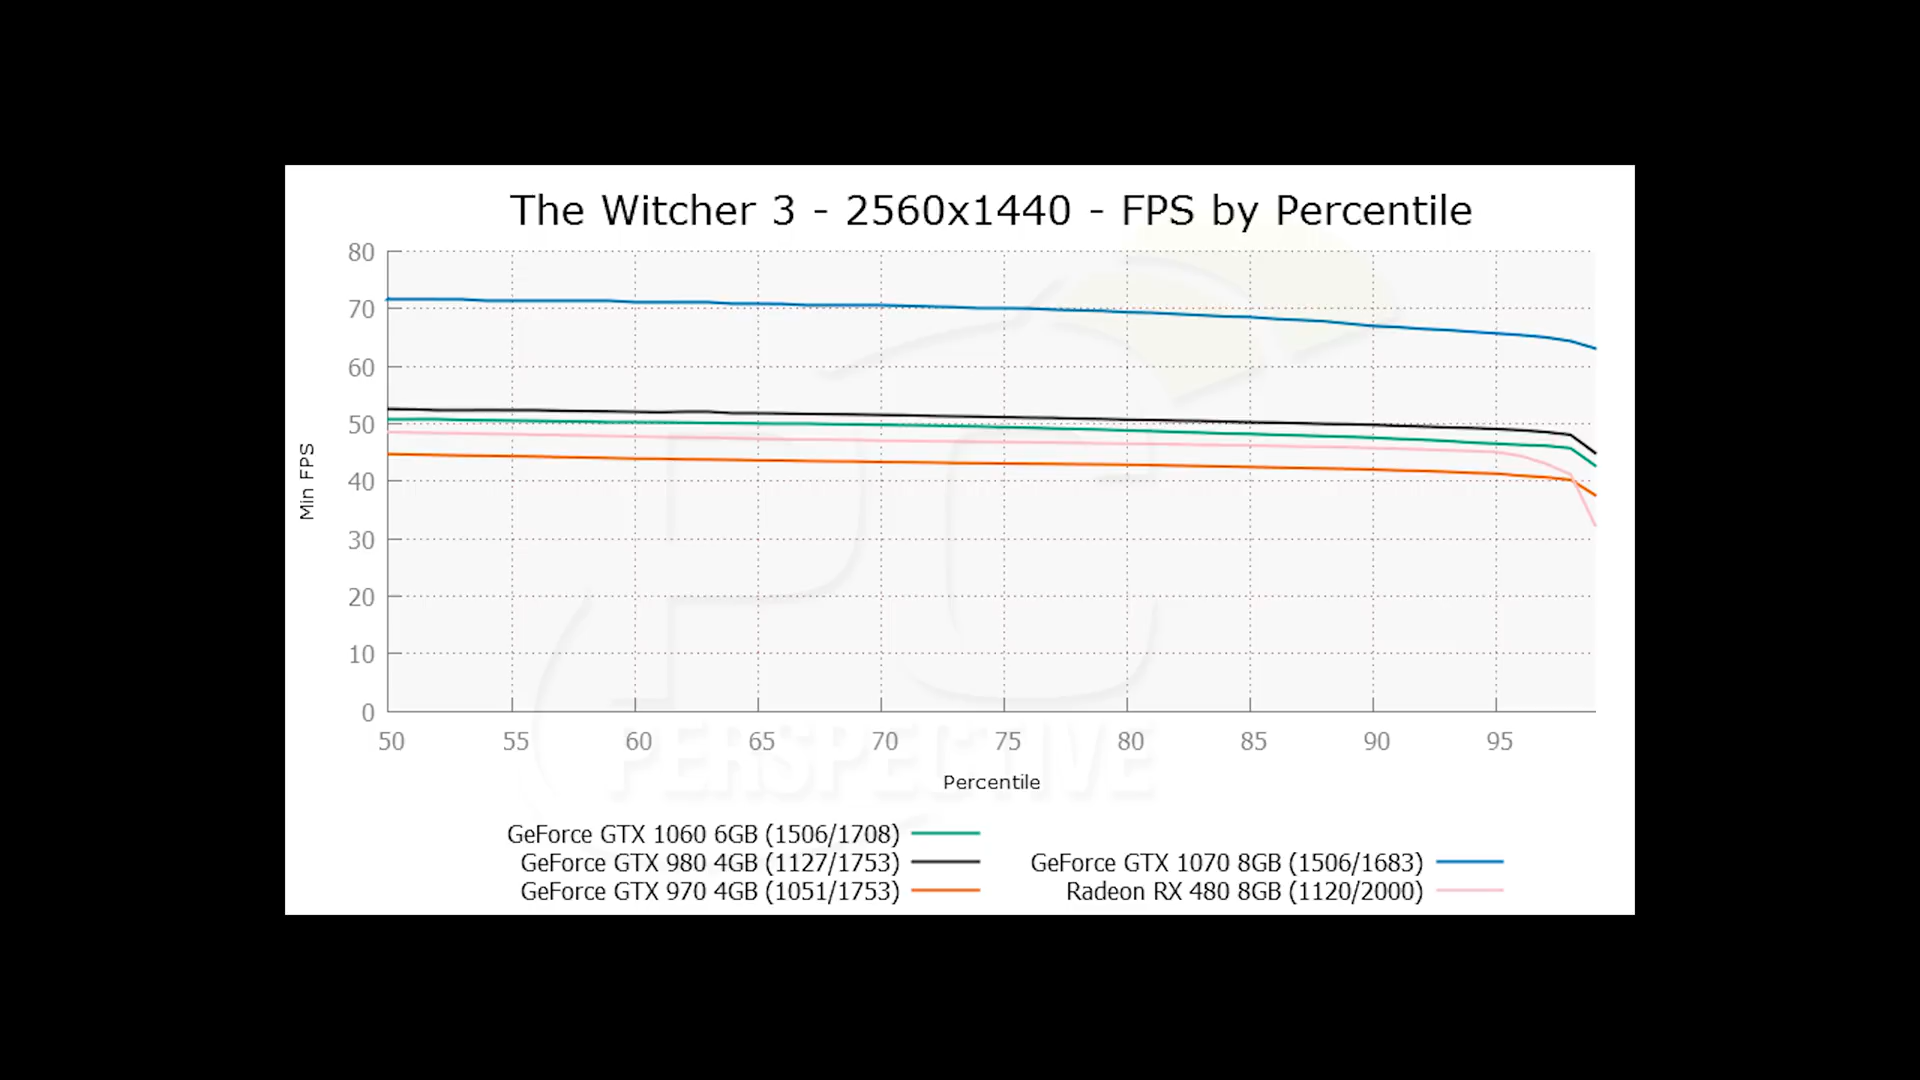 The Witcher 3 - 2560x1440 - FPS by Percentile
80
70
60
50
40
30
20
10
0
Min FPS
50 55 60 65 70 75 80 85 90 95
Percentile
PC
PERSPECTIVE
GeForce GTX 1060 6GB (1506/1708)
GeForce GTX 980 4GB (1127/1753)
GeForce GTX 970 4GB (1051/1753)
GeForce GTX 1070 8GB (1506/1683)
Radeon RX 480 8GB (1120/2000)